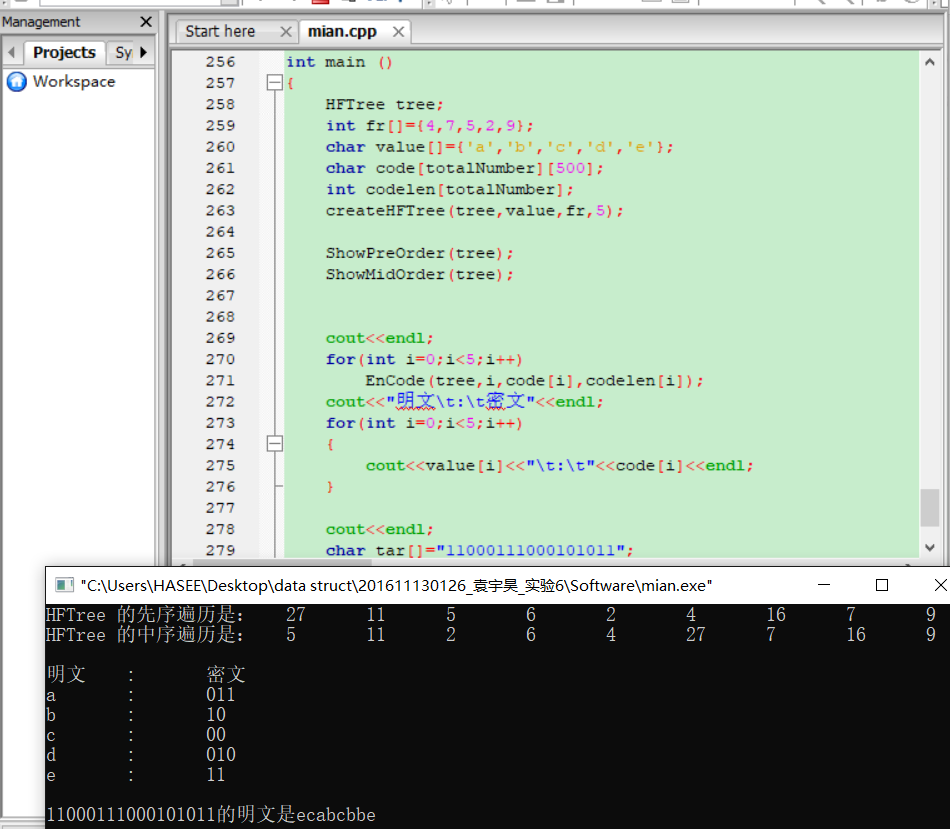 Management
Projects
Sy
Workspace
Start here
mian.cpp
256 int main ()
257 {
258 HFTree tree;
259 int fr[]={4,7,5,2,9};
260 char value[]={'a','b','c','d','e'};
261 char code[totalNumber][500];
262 int codelen[totalNumber];
263 createHFTree(tree,value,fr,5);
264
265 ShowPreOrder(tree);
266 ShowMidOrder(tree);
267
268
269 cout<<endl;
270 for(int i=0;i<5;i++)
271 EnCode(tree,i,code[i],codelen[i]);
272 cout<<"明文\t:\t密文"<<endl;
273 for(int i=0;i<5;i++)
274 {
275 cout<<value[i]<<"\t:\t"<<code[i]<<endl;
276 }
277
278 cout<<endl;
279 char tar[]="11000111000101011";
"C:\Users\HASEE\Desktop\data struct\201611130126_袁宇昊_实验6\Software\mian.exe"
HFTree 的先序遍历是: 27 11 5 6 2 4 16 7 9
HFTree 的中序遍历是: 5 11 2 6 4 27 7 16 9
明文 : 密文
a : 011
b : 10
c : 00
d : 010
e : 11
11000111000101011的明文是ecabcbbe